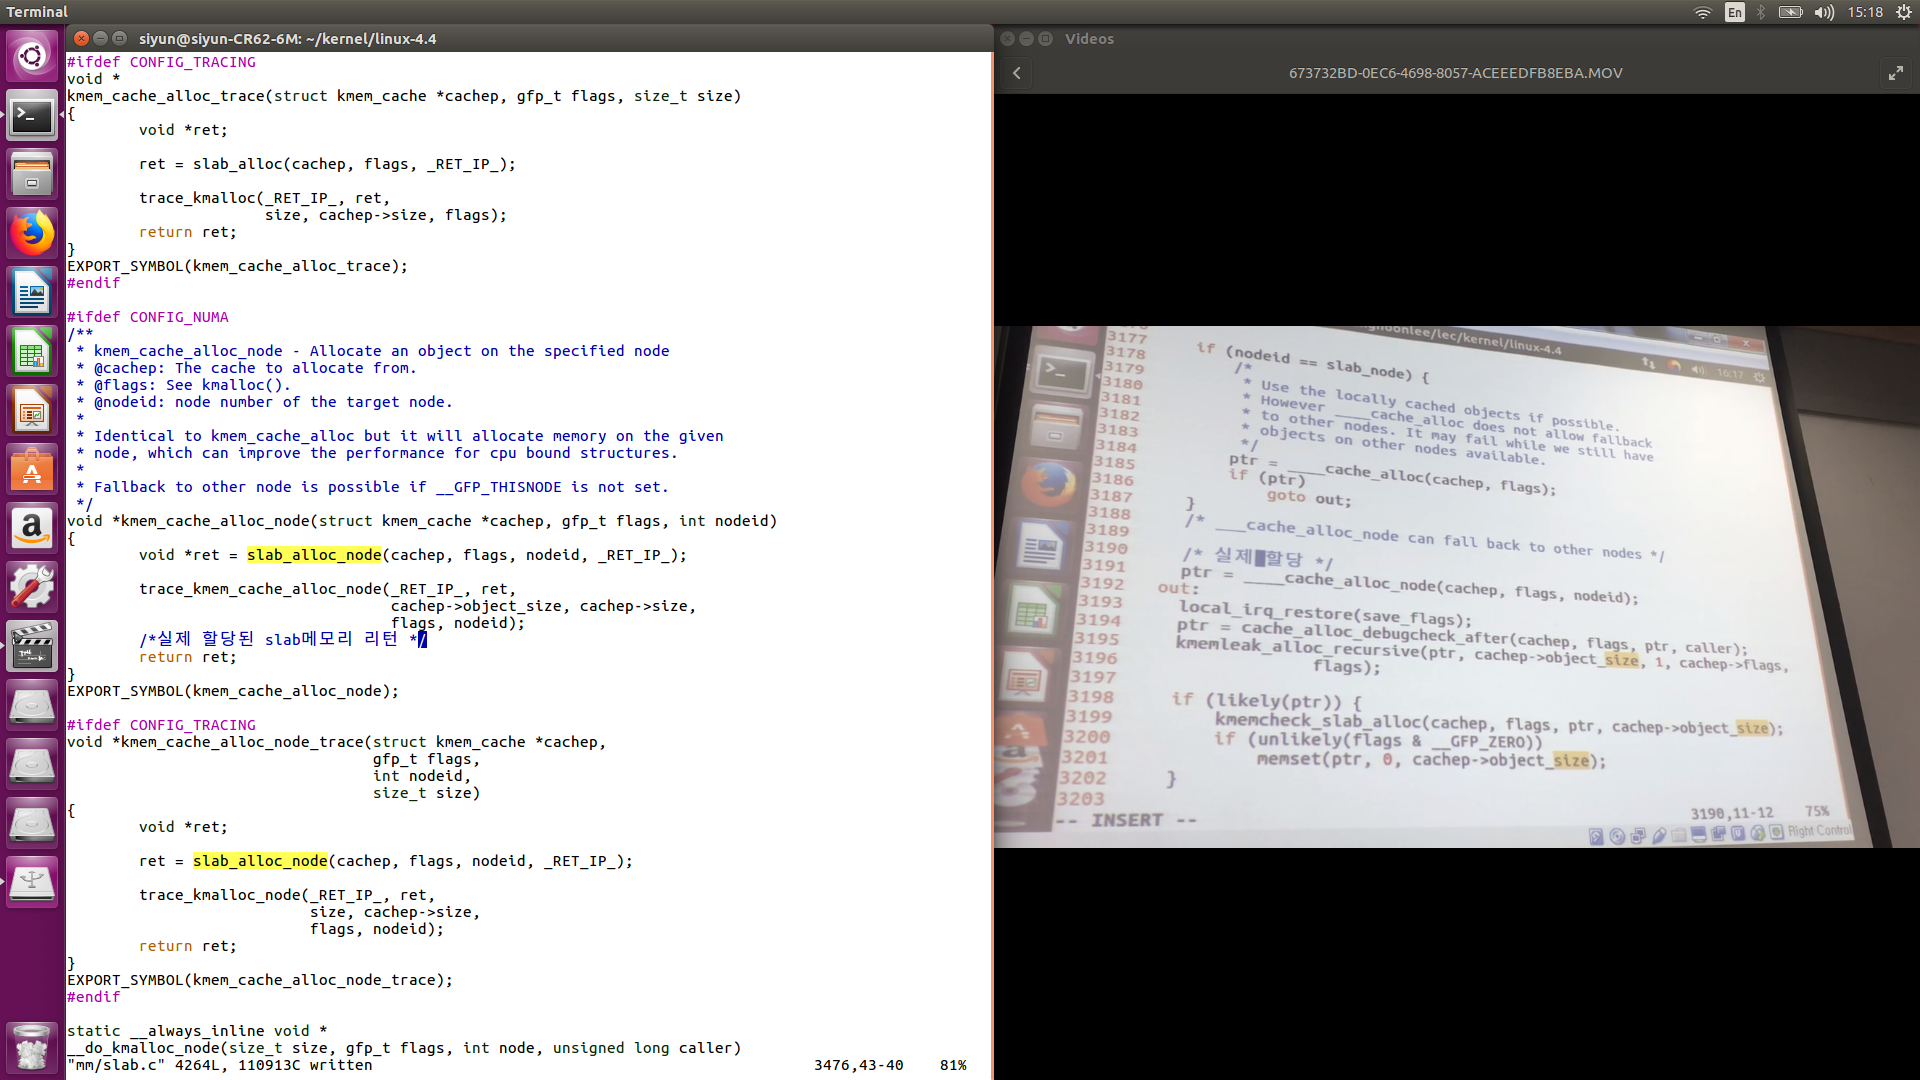 Terminal
En
15:18
siyun@siyun-CR62-6M: ~/kernel/linux-4.4
#ifdef CONFIG_TRACING
void *
kmem_cache_alloc_trace(struct kmem_cache *cachep, gfp_t flags, size_t size)
{
void *ret;
ret = slab_alloc(cachep, flags, _RET_IP_);
trace_kmalloc(_RET_IP_, ret,
size, cachep->size, flags);
return ret;
}
EXPORT_SYMBOL(kmem_cache_alloc_trace);
#endif
#ifdef CONFIG_NUMA
/**
* kmem_cache_alloc_node - Allocate an object on the specified node
* @cachep: The cache to allocate from.
* @flags: See kmalloc().
* @nodeid: node number of the target node.
*
* Identical to kmem_cache_alloc but it will allocate memory on the given
* node, which can improve the performance for cpu bound structures.
*
* Fallback to other node is possible if __GFP_THISNODE is not set.
*/
void *kmem_cache_alloc_node(struct kmem_cache *cachep, gfp_t flags, int nodeid)
{
void *ret = slab_alloc_node(cachep, flags, nodeid, _RET_IP_);
trace_kmem_cache_alloc_node(_RET_IP_, ret,
cachep->object_size, cachep->size,
flags, nodeid);
/*실제 할당된 slab메모리 리턴 */
return ret;
}
EXPORT_SYMBOL(kmem_cache_alloc_node);
#ifdef CONFIG_TRACING
void *kmem_cache_alloc_node_trace(struct kmem_cache *cachep,
gfp_t flags,
int nodeid,
size_t size)
{
void *ret;
ret = slab_alloc_node(cachep, flags, nodeid, _RET_IP_);
trace_kmalloc_node(_RET_IP_, ret,
size, cachep->size,
flags, nodeid);
return ret;
}
EXPORT_SYMBOL(kmem_cache_alloc_node_trace);
#endif
static __always_inline void *
__do_kmalloc_node(size_t size, gfp_t flags, int node, unsigned long caller)
"mm/slab.c" 4264L, 110913C written 3476,43-40 81%
Videos
673732BD-0EC6-4698-8057-ACEEEDFB8EBA.MOV
lee/lec/kernel/linux-4.4
16:17
3177
3178 if (nodeid == slab_node) {
3179 /*
3180 * Use the locally cached objects if possible.
3181 * However ____cache_alloc does not allow fallback
3182 * to other nodes. It may fail while we still have
3183 * objects on other nodes available.
3184 */
3185 ptr = ____cache_alloc(cachep, flags);
3186 if (ptr)
3187 goto out;
3188 }
3189 /* ___cache_alloc_node can fall back to other nodes */
3190 /* 실제 할당 */
3191 ptr = ____cache_alloc_node(cachep, flags, nodeid);
3192 out:
3193 local_irq_restore(save_flags);
3194 ptr = cache_alloc_debugcheck_after(cachep, flags, ptr, caller);
3195 kmemleak_alloc_recursive(ptr, cachep->object_size, 1, cachep->flags,
3196 flags);
3197
3198 if (likely(ptr)) {
3199 kmemcheck_slab_alloc(cachep, flags, ptr, cachep->object_size);
3200 if (unlikely(flags & __GFP_ZERO))
3201 memset(ptr, 0, cachep->object_size);
3202 }
3203
-- INSERT -- 3190,11-12 75%
Right Control